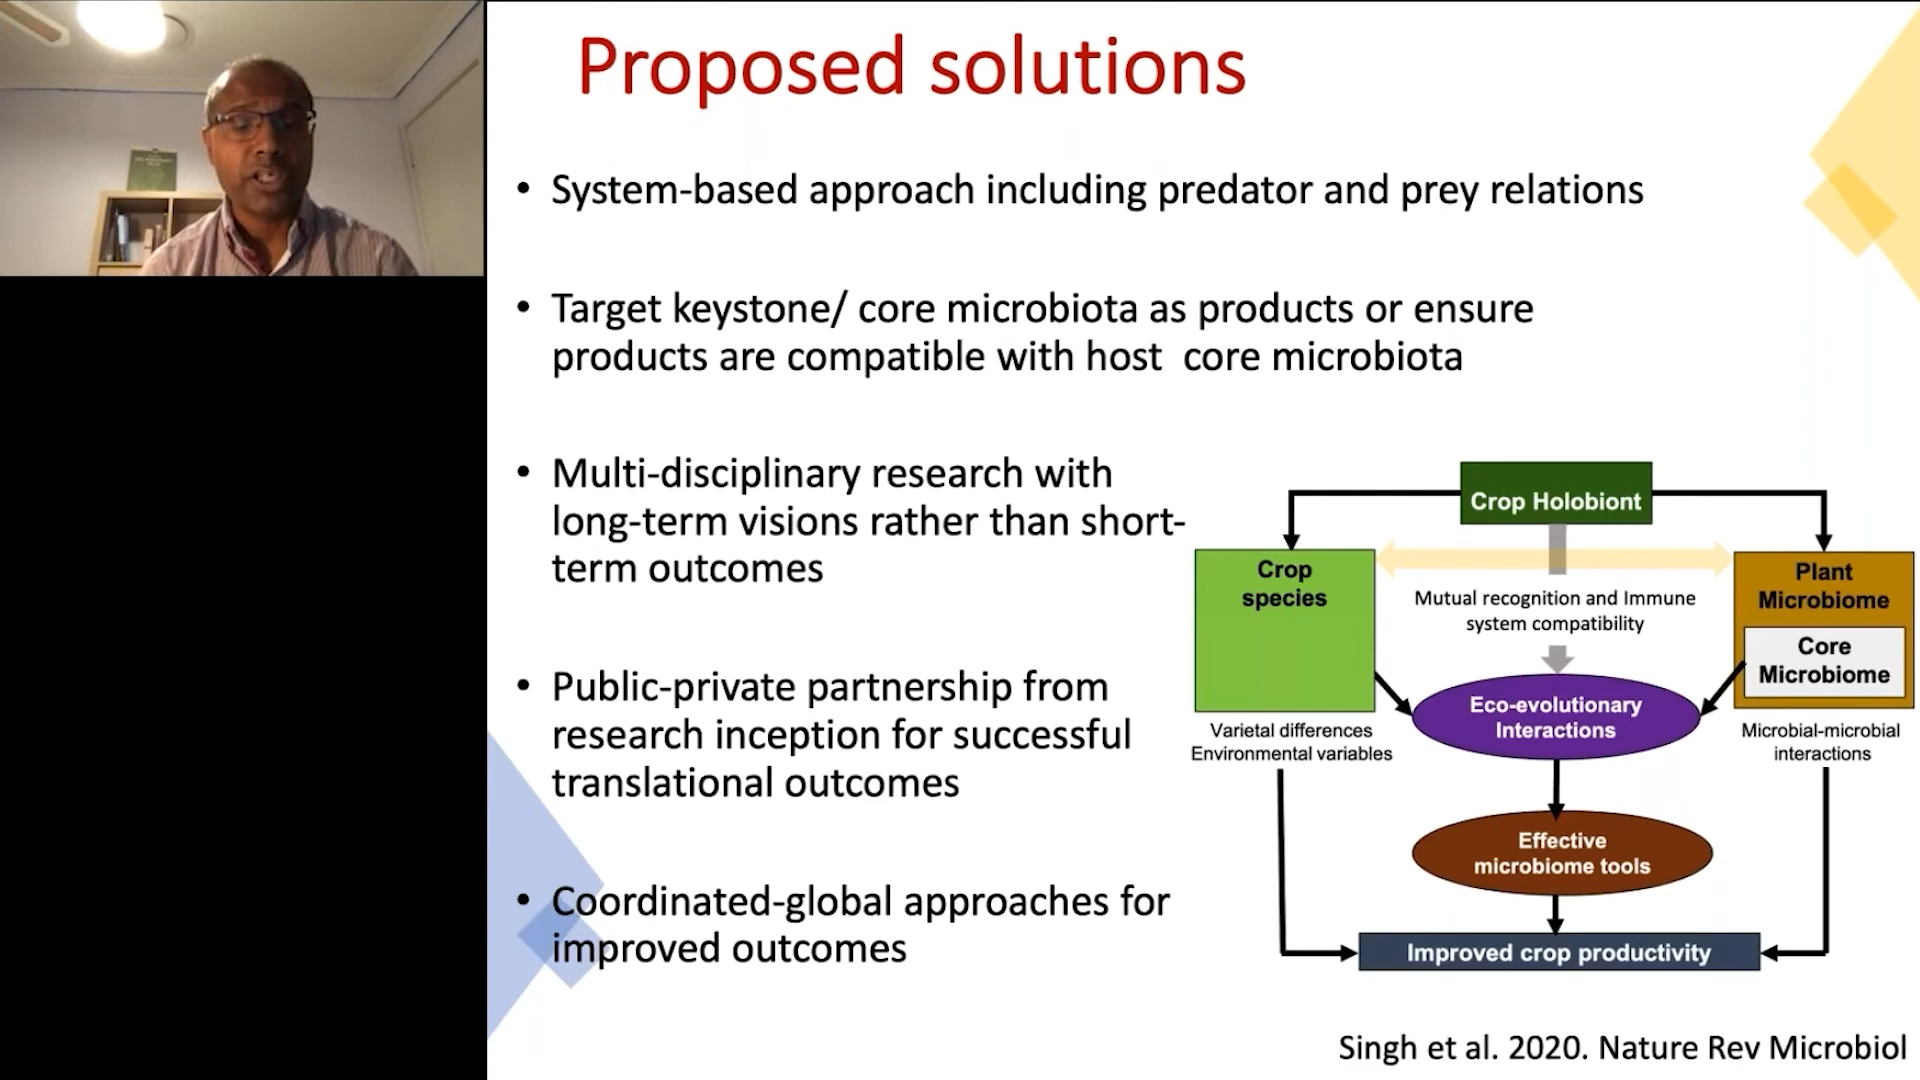 Proposed solutions
• System-based approach including predator and prey relations
• Target keystone/ core microbiota as products or ensure
products are compatible with host  core microbiota
• Multi-disciplinary research with
long-term visions rather than short-
term outcomes
• Public-private partnership from
research inception for successful
translational outcomes
• Coordinated-global approaches for
improved outcomes
Crop Holobiont
Crop
species
Mutual recognition and Immune
system compatibility
Plant
Microbiome
Core
Microbiome
Eco-evolutionary
Interactions
Varietal differences
Environmental variables
Microbial-microbial
interactions
Effective
microbiome tools
Improved crop productivity
Singh et al. 2020. Nature Rev Microbiol